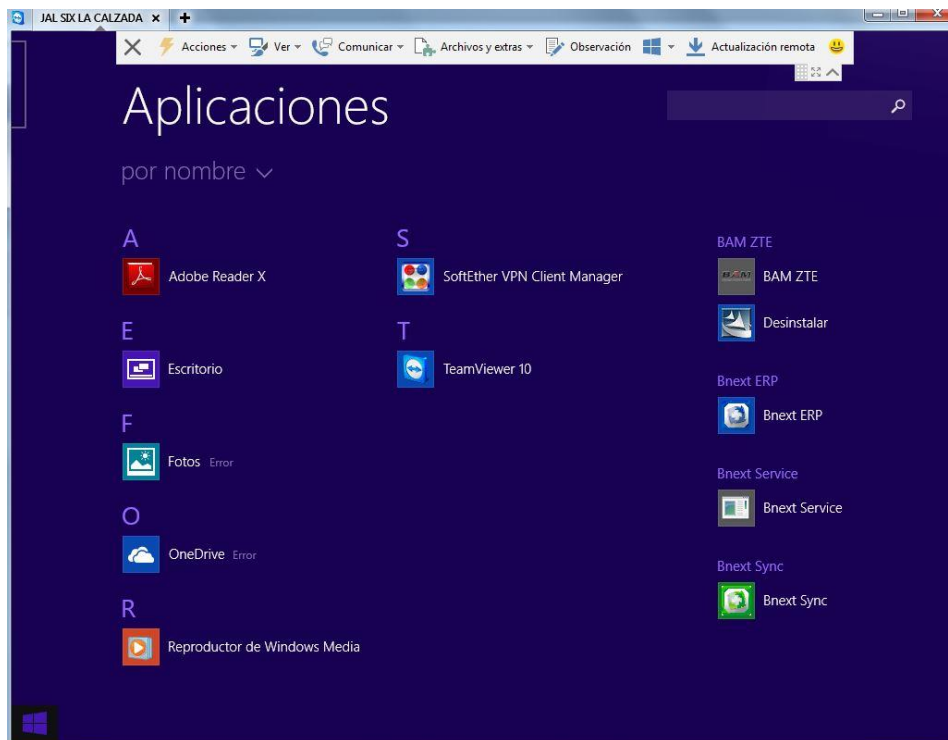 JAL SIX LA CALZADA
Acciones Ver Comunicar Archivos y extras Observación Actualización remota
Aplicaciones
por nombre
A
Adobe Reader X
E
Escritorio
F
Fotos Error
O
OneDrive Error
R
Reproductor de Windows Media
S
SoftEther VPN Client Manager
T
TeamViewer 10
BAM ZTE
BAM ZTE
Desinstalar
Bnext ERP
Bnext ERP
Bnext Service
Bnext Service
Bnext Sync
Bnext Sync